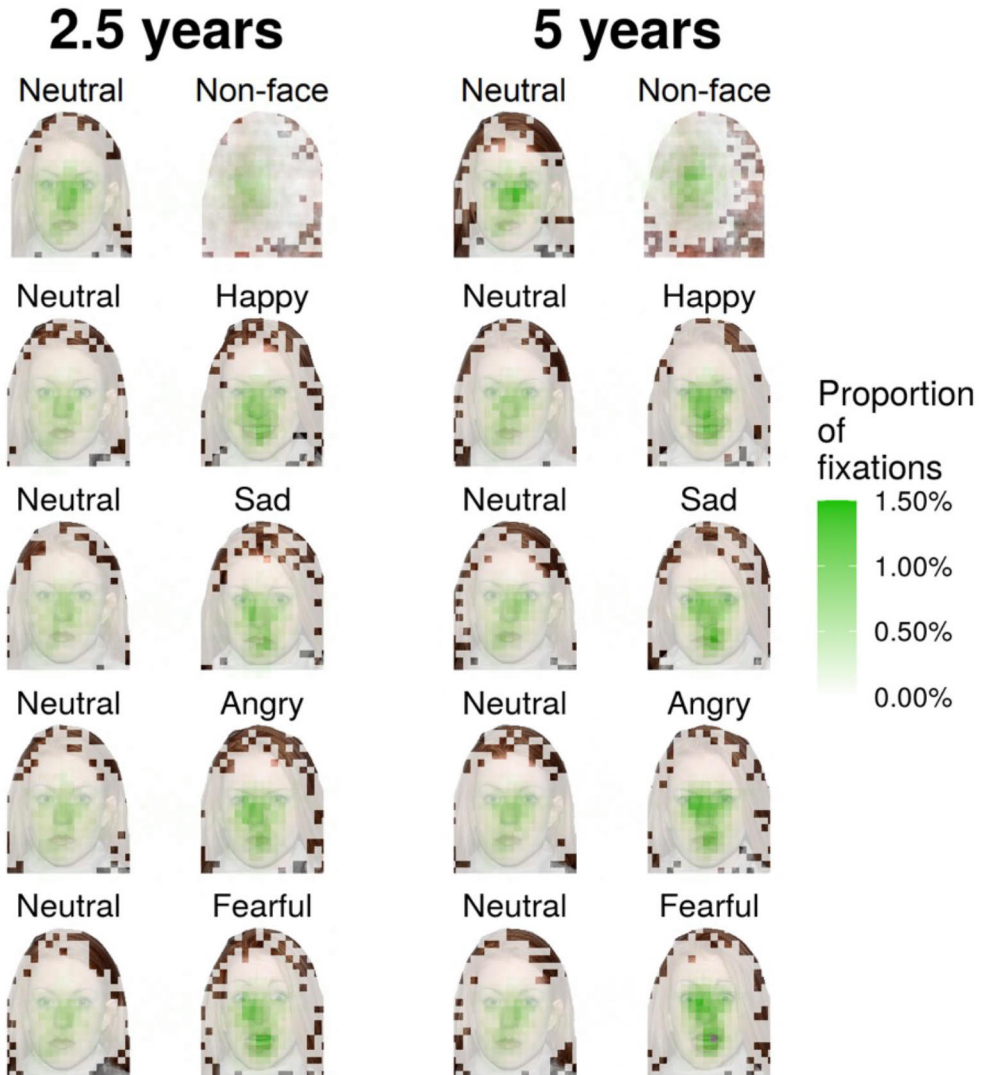 2.5 years 5 years
Neutral Non-face Neutral Non-face
Neutral Happy Neutral Happy
Neutral Sad Neutral Sad
Neutral Angry Neutral Angry
Neutral Fearful Neutral Fearful
Proportion
of
fixations
1.50%
1.00%
0.50%
0.00%